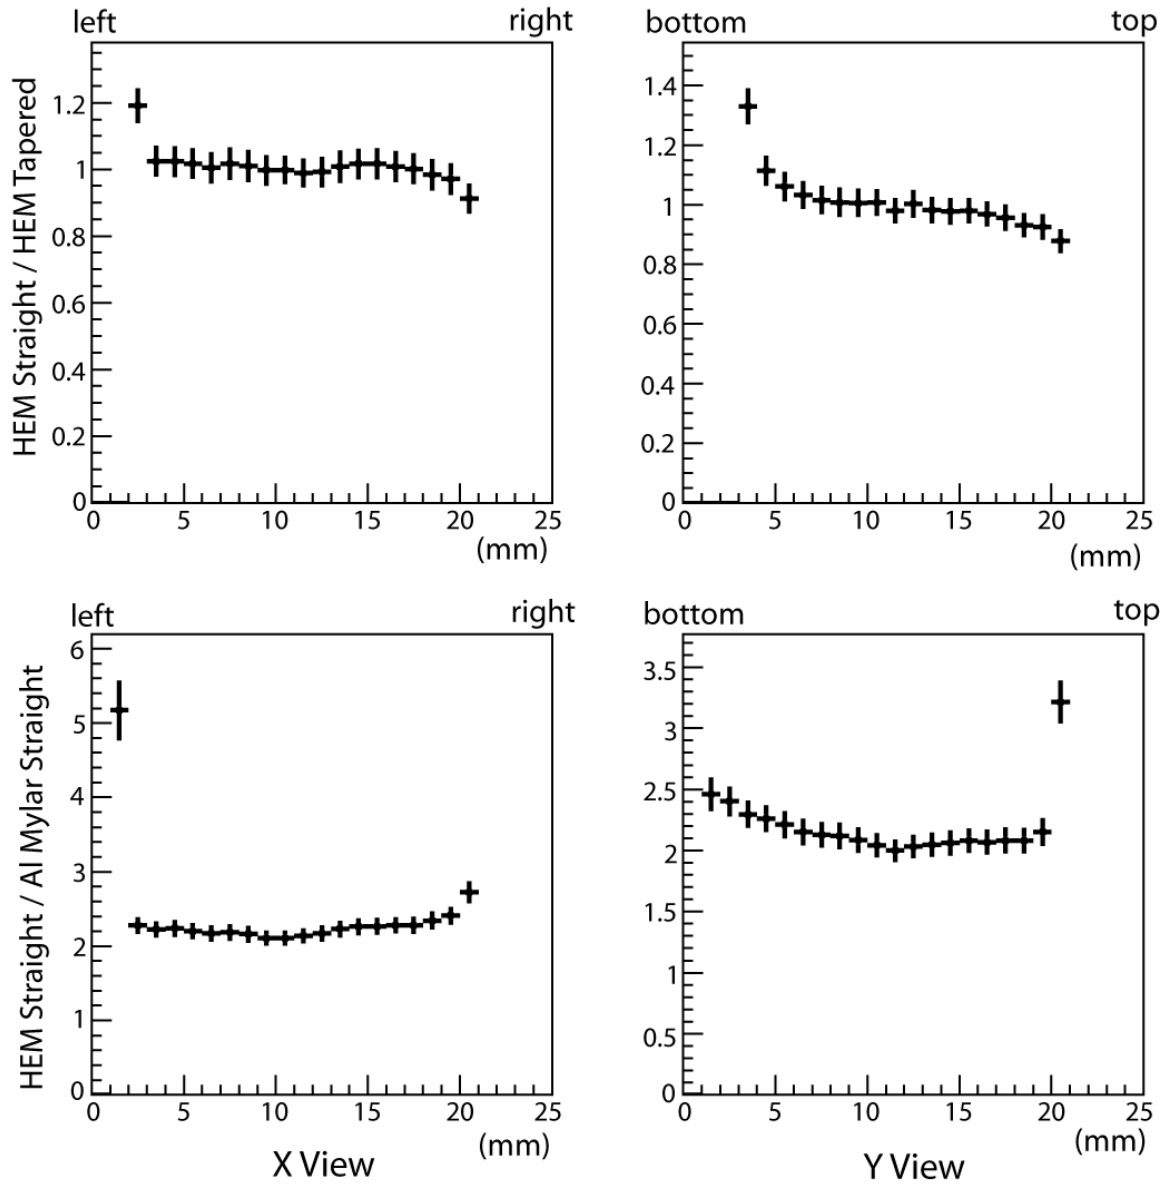 left right
bottom top
HEM Straight / HEM Tapered
1.2
1
0.8
0.6
0.4
0.2
0
0 5 10 15 20 25
(mm)
1.4
1.2
1
0.8
0.6
0.4
0.2
0
0 5 10 15 20 25
(mm)
left right
bottom top
HEM Straight / Al Mylar Straight
6
5
4
3
2
1
0
0 5 10 15 20 25
(mm)
X View
3.5
3
2.5
2
1.5
1
0.5
0
0 5 10 15 20 25
(mm)
Y View